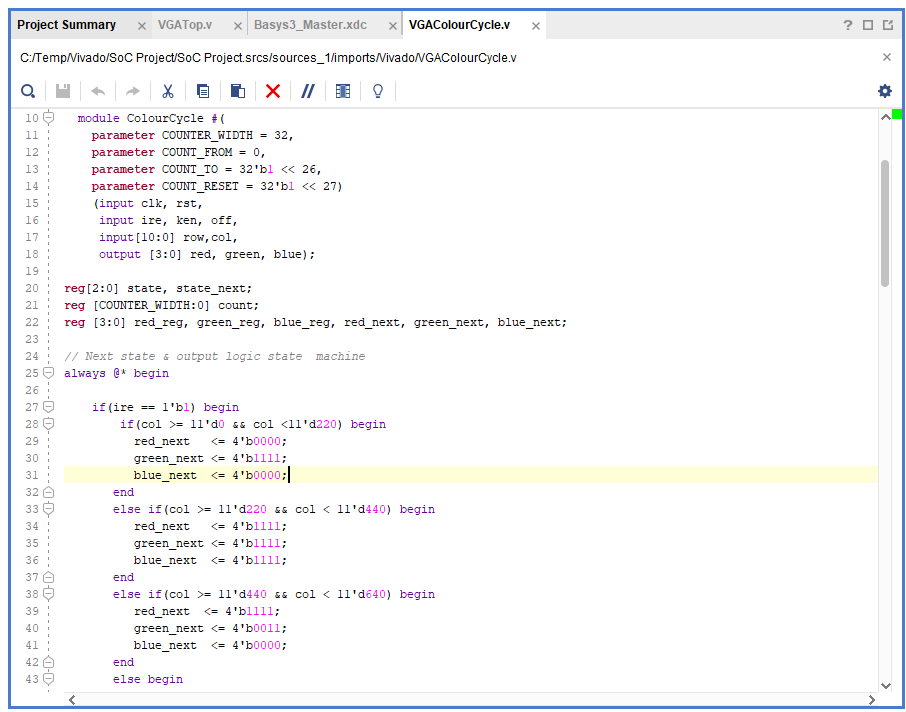 Project Summary × VGATop.v × Basys3_Master.xdc × VGAColourCycle.v × ?
C:/Temp/Vivado/SoC Project/SoC Project.srcs/sources_1/imports/Vivado/VGAColourCycle.v ×
10 module ColourCycle #(
11 parameter COUNTER_WIDTH = 32,
12 parameter COUNT_FROM = 0,
13 parameter COUNT_TO = 32'b1 << 26,
14 parameter COUNT_RESET = 32'b1 << 27)
15 (input clk, rst,
16 input ire, ken, off,
17 input[10:0] row,col,
18 output [3:0] red, green, blue);
19
20 reg[2:0] state, state_next;
21 reg [COUNTER_WIDTH:0] count;
22 reg [3:0] red_reg, green_reg, blue_reg, red_next, green_next, blue_next;
23
24 // Next state & output logic state  machine
25 always @* begin
26
27 if(ire == 1'b1) begin
28 if(col >= 11'd0 && col <11'd220) begin
29 red_next   <= 4'b0000;
30 green_next <= 4'b1111;
31 blue_next  <= 4'b0000;
32 end
33 else if(col >= 11'd220 && col < 11'd440) begin
34 red_next   <= 4'b1111;
35 green_next <= 4'b1111;
36 blue_next  <= 4'b1111;
37 end
38 else if(col >= 11'd440 && col < 11'd640) begin
39 red_next  <= 4'b1111;
40 green_next <= 4'b0011;
41 blue_next  <= 4'b0000;
42 end
43 else begin